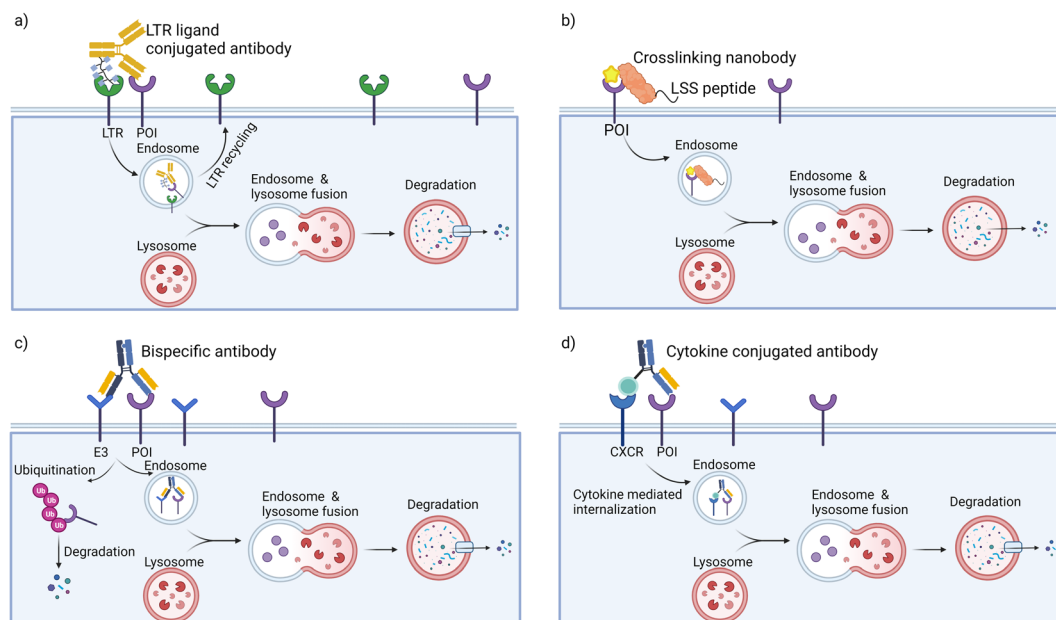 a)
LTR ligand
conjugated antibody
LTR
POI
Endosome
LTR recycling
Endosome &
lysosome fusion
Degradation
Lysosome
b)
Crosslinking nanobody
LSS peptide
POI
Endosome
Endosome &
lysosome fusion
Degradation
Lysosome
c)
Bispecific antibody
E3
POI
Ubiquitination
Endosome
Ub
Ub
Ub
Ub
Degradation
Endosome &
lysosome fusion
Degradation
Lysosome
d)
Cytokine conjugated antibody
CXCR
POI
Endosome
Cytokine mediated
internalization
Endosome &
lysosome fusion
Degradation
Lysosome